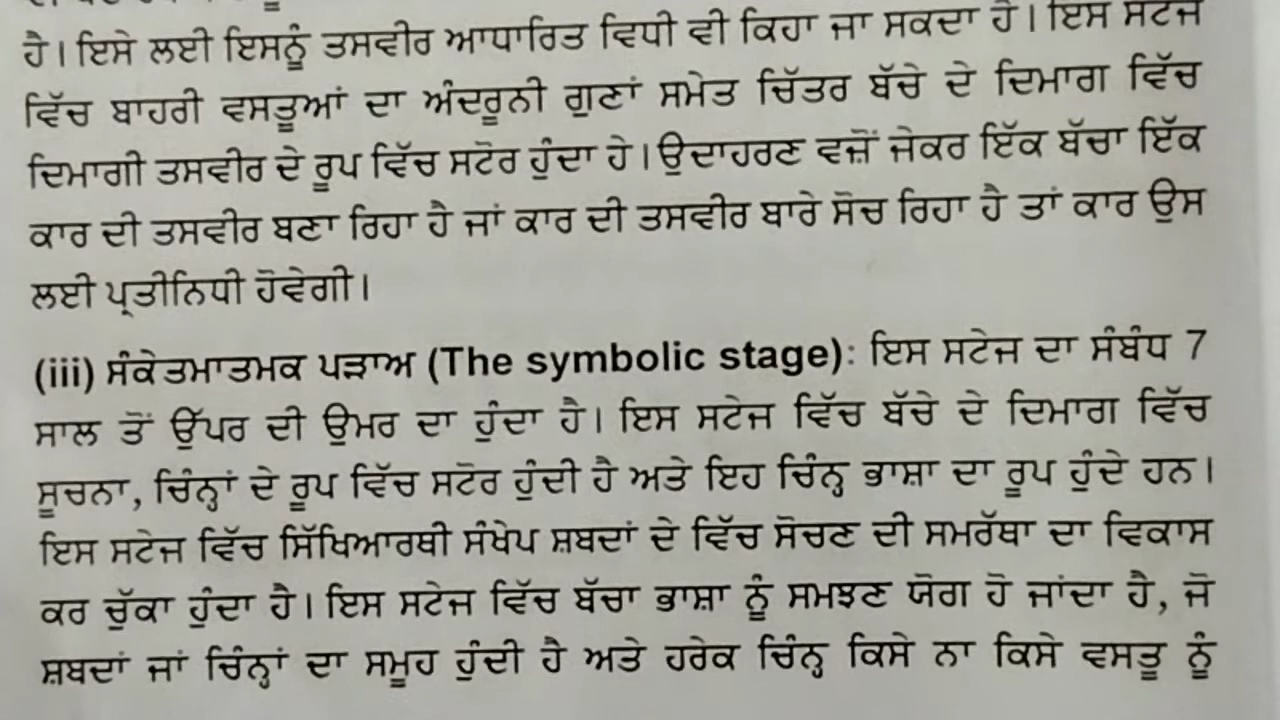 ਹੈ। ਇਸੇ ਲਈ ਇਸਨੂੰ ਤਸਵੀਰ ਆਧਾਰਿਤ ਵਿਧੀ ਵੀ ਕਿਹਾ ਜਾ ਸਕਦਾ ਹੈ। ਇਸ ਸਟੇਜ
ਵਿੱਚ ਬਾਹਰੀ ਵਸਤੂਆਂ ਦਾ ਅੰਦਰੂਨੀ ਗੁਣਾਂ ਸਮੇਤ ਚਿੱਤਰ ਬੱਚੇ ਦੇ ਦਿਮਾਗ ਵਿੱਚ
ਦਿਮਾਗੀ ਤਸਵੀਰ ਦੇ ਰੂਪ ਵਿੱਚ ਸਟੋਰ ਹੁੰਦਾ ਹੈ। ਉਦਾਹਰਣ ਵਜੋਂ ਜੇਕਰ ਇੱਕ ਬੱਚਾ ਇੱਕ
ਕਾਰ ਦੀ ਤਸਵੀਰ ਬਣਾ ਰਿਹਾ ਹੈ ਜਾਂ ਕਾਰ ਦੀ ਤਸਵੀਰ ਬਾਰੇ ਸੋਚ ਰਿਹਾ ਹੈ ਤਾਂ ਕਾਰ ਉਸ
ਲਈ ਪ੍ਰਤੀਨਿਧੀ ਹੋਵੇਗੀ।
(iii) ਸੰਕੇਤਮਾਤਮਕ ਪੜਾਅ (The symbolic stage): ਇਸ ਸਟੇਜ ਦਾ ਸੰਬੰਧ 7
ਸਾਲ ਤੋਂ ਉੱਪਰ ਦੀ ਉਮਰ ਦਾ ਹੁੰਦਾ ਹੈ। ਇਸ ਸਟੇਜ ਵਿੱਚ ਬੱਚੇ ਦੇ ਦਿਮਾਗ ਵਿੱਚ
ਸੂਚਨਾ, ਚਿੰਨ੍ਹਾਂ ਦੇ ਰੂਪ ਵਿੱਚ ਸਟੋਰ ਹੁੰਦੀ ਹੈ ਅਤੇ ਇਹ ਚਿੰਨ੍ਹ ਭਾਸ਼ਾ ਦਾ ਰੂਪ ਹੁੰਦੇ ਹਨ।
ਇਸ ਸਟੇਜ ਵਿੱਚ ਸਿੱਖਿਆਰਥੀ ਸੰਖੇਪ ਸ਼ਬਦਾਂ ਦੇ ਵਿੱਚ ਸੋਚਣ ਦੀ ਸਮਰੱਥਾ ਦਾ ਵਿਕਾਸ
ਕਰ ਚੁੱਕਾ ਹੁੰਦਾ ਹੈ। ਇਸ ਸਟੇਜ ਵਿੱਚ ਬੱਚਾ ਭਾਸ਼ਾ ਨੂੰ ਸਮਝਣ ਯੋਗ ਹੋ ਜਾਂਦਾ ਹੈ, ਜੋ
ਸ਼ਬਦਾਂ ਜਾਂ ਚਿੰਨ੍ਹਾਂ ਦਾ ਸਮੂਹ ਹੁੰਦੀ ਹੈ ਅਤੇ ਹਰੇਕ ਚਿੰਨ੍ਹ ਕਿਸੇ ਨਾ ਕਿਸੇ ਵਸਤੂ ਨੂੰ